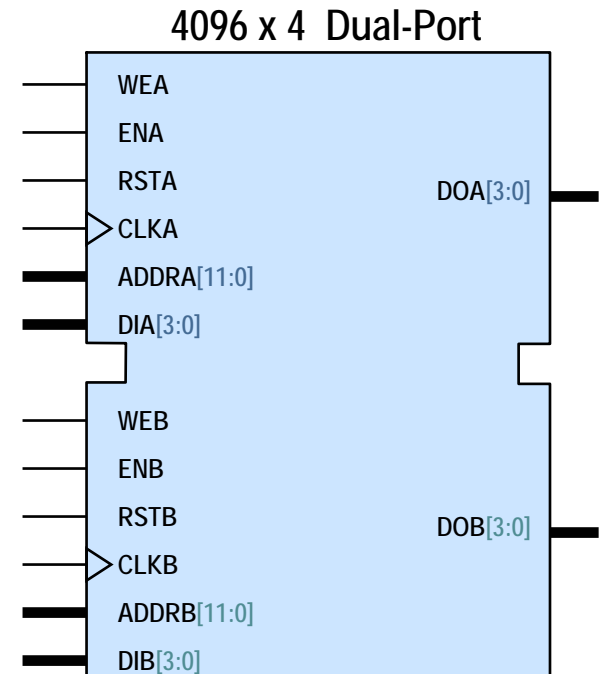 4096 x 4 Dual-Port
WEA
ENA
RSTA
DOA[3:0]
CLKA
ADDRA[11:0]
DIA[3:0]
WEB
ENB
RSTB
DOB[3:0]
CLKB
ADDRB[11:0]
DIB[3:0]